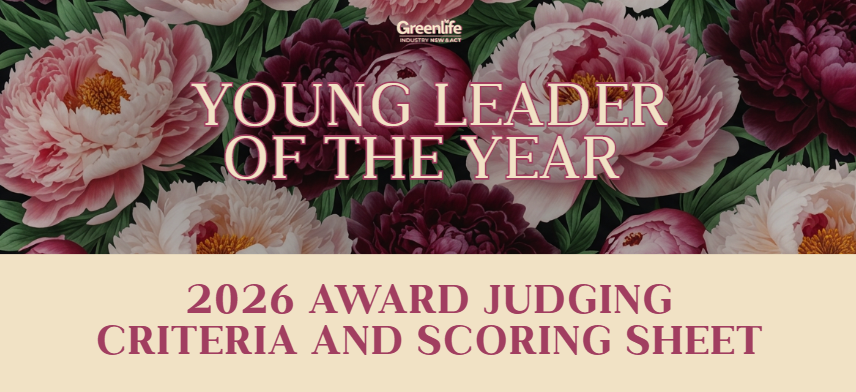 Greenlife
INDUSTRY NSW & ACT
YOUNG LEADER
OF THE YEAR
2026 AWARD JUDGING
CRITERIA AND SCORING SHEET